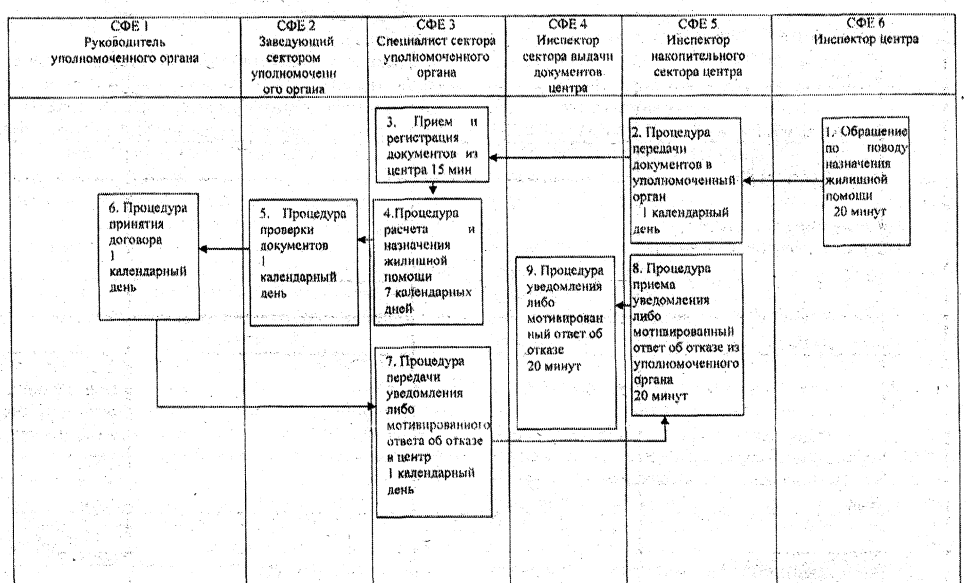 СФЕ 1
Руководитель
уполномоченного органа
СФЕ 2
Заведующий
сектором
уполномоченн
ого органа
СФЕ 3
Специалист сектора
уполномоченного
органа
СФЕ 4
Инспектор
сектора выдачи
документов
центра
СФЕ 5
Инспектор
накопительного
сектора центра
СФЕ 6
Инспектор центра
3. Прием и
регистрация
документов из
центра 15 мин
2. Процедура
передачи
документов в
уполномоченный
орган
1 календарный
день
1. Обращение
по поводу
назначения
жилишной
помощи
20 минут
6. Процедура
принятия
договора
1
календарный
день
5. Процедура
проверки
документов
1
календарный
день
4.Процедура
расчета и
назначения
жилишной
помощи
7 календарных
дней
9. Процедура
уведомления
либо
мотивирован
ный ответ об
отказе
20 минут
8. Процедура
приема
уведомления
либо
мотивированный
ответ об отказе из
уполномоченного
органа
20 минут
7. Процедура
передачи
уведомления
либо
мотивированного
ответа об отказе
в центр
1 календарный
день